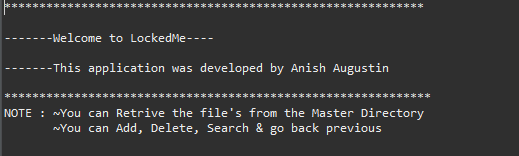 ************************************************************
-------Welcome to LockedMe----
-------This application was developed by Anish Augustin
*************************************************************
NOTE : ~You can Retrive the file's from the Master Directory
~You can Add, Delete, Search & go back previous